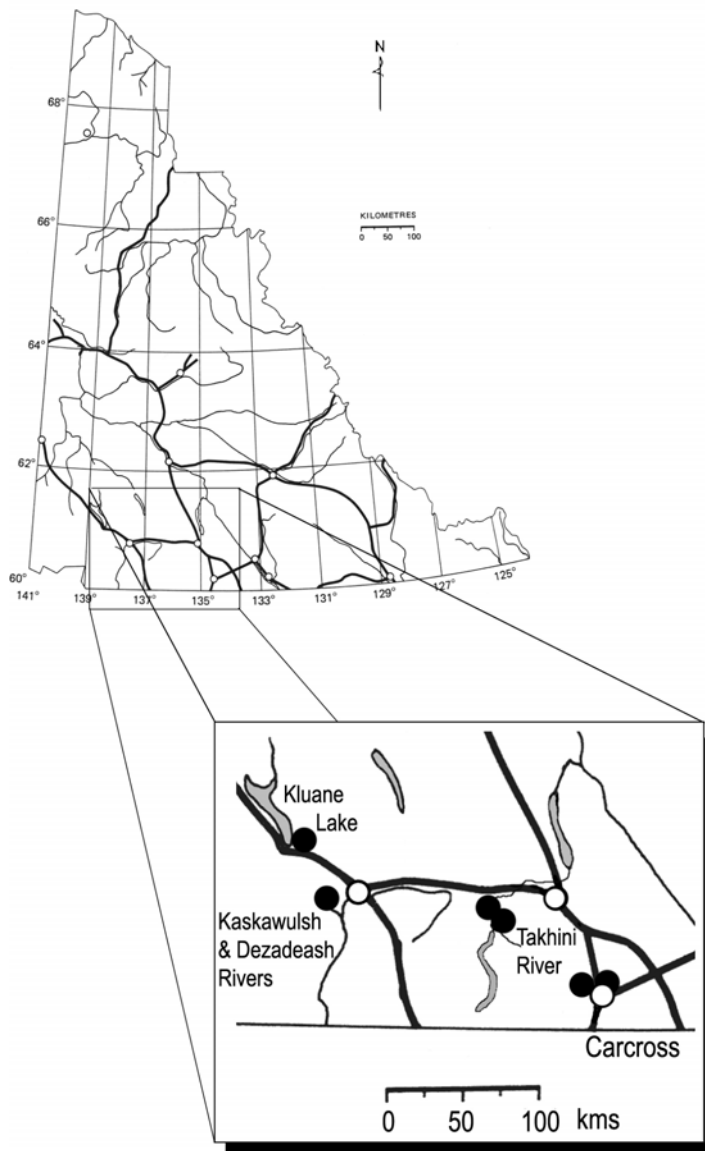 N
68°
KILOMETRES
0 50 100
66°
64°
62°
60°
141° 139° 137° 135° 133° 131° 129° 127° 125°
Kluane
Lake
Kaskawulsh
& Dezadeash
Rivers
Takhini
River
Carcross
0 50 100 kms